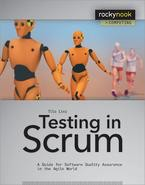 rockynook
COMPUTING
Tilo Linz
Testing in
Scrum
A Guide for Software Quality Assurance
in the Agile World